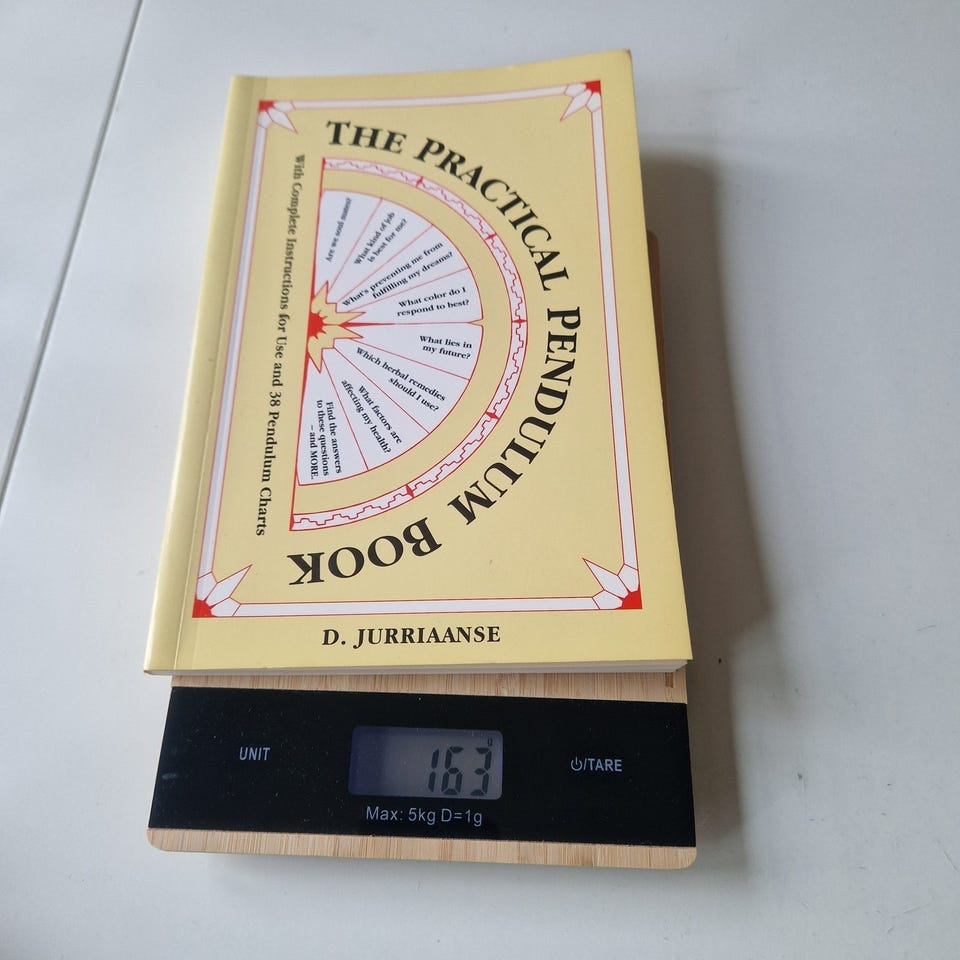 THE PRACTICAL PENDULUM BOOK
With Complete Instructions for Use and 38 Pendulum Charts
Are we soul mates?
What kind of job
is best for me?
What's preventing me from
fulfilling my dreams?
What color do I
respond to best?
What lies in
my future?
Which herbal remedies
should I use?
What factors are
affecting my health?
Find the answers
to these questions
– and MORE.
D. JURRIAANSE
UNIT
163 g
/TARE
Max: 5kg D=1g